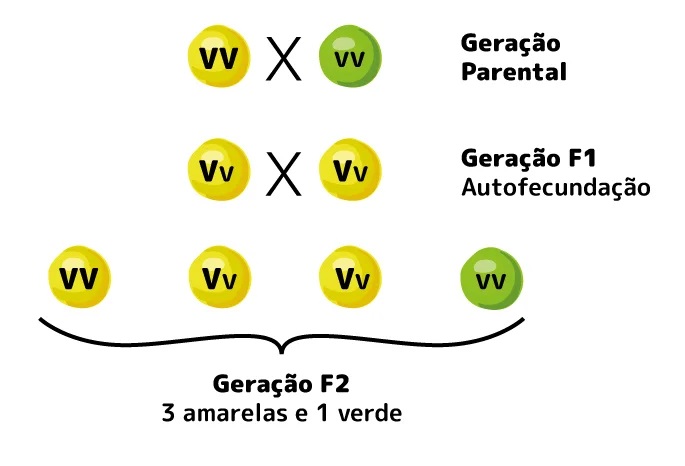 VV X vv Geração
Parental
Vv X Vv Geração F1
Autofecundação
VV Vv Vv vv
Geração F2
3 amarelas e 1 verde